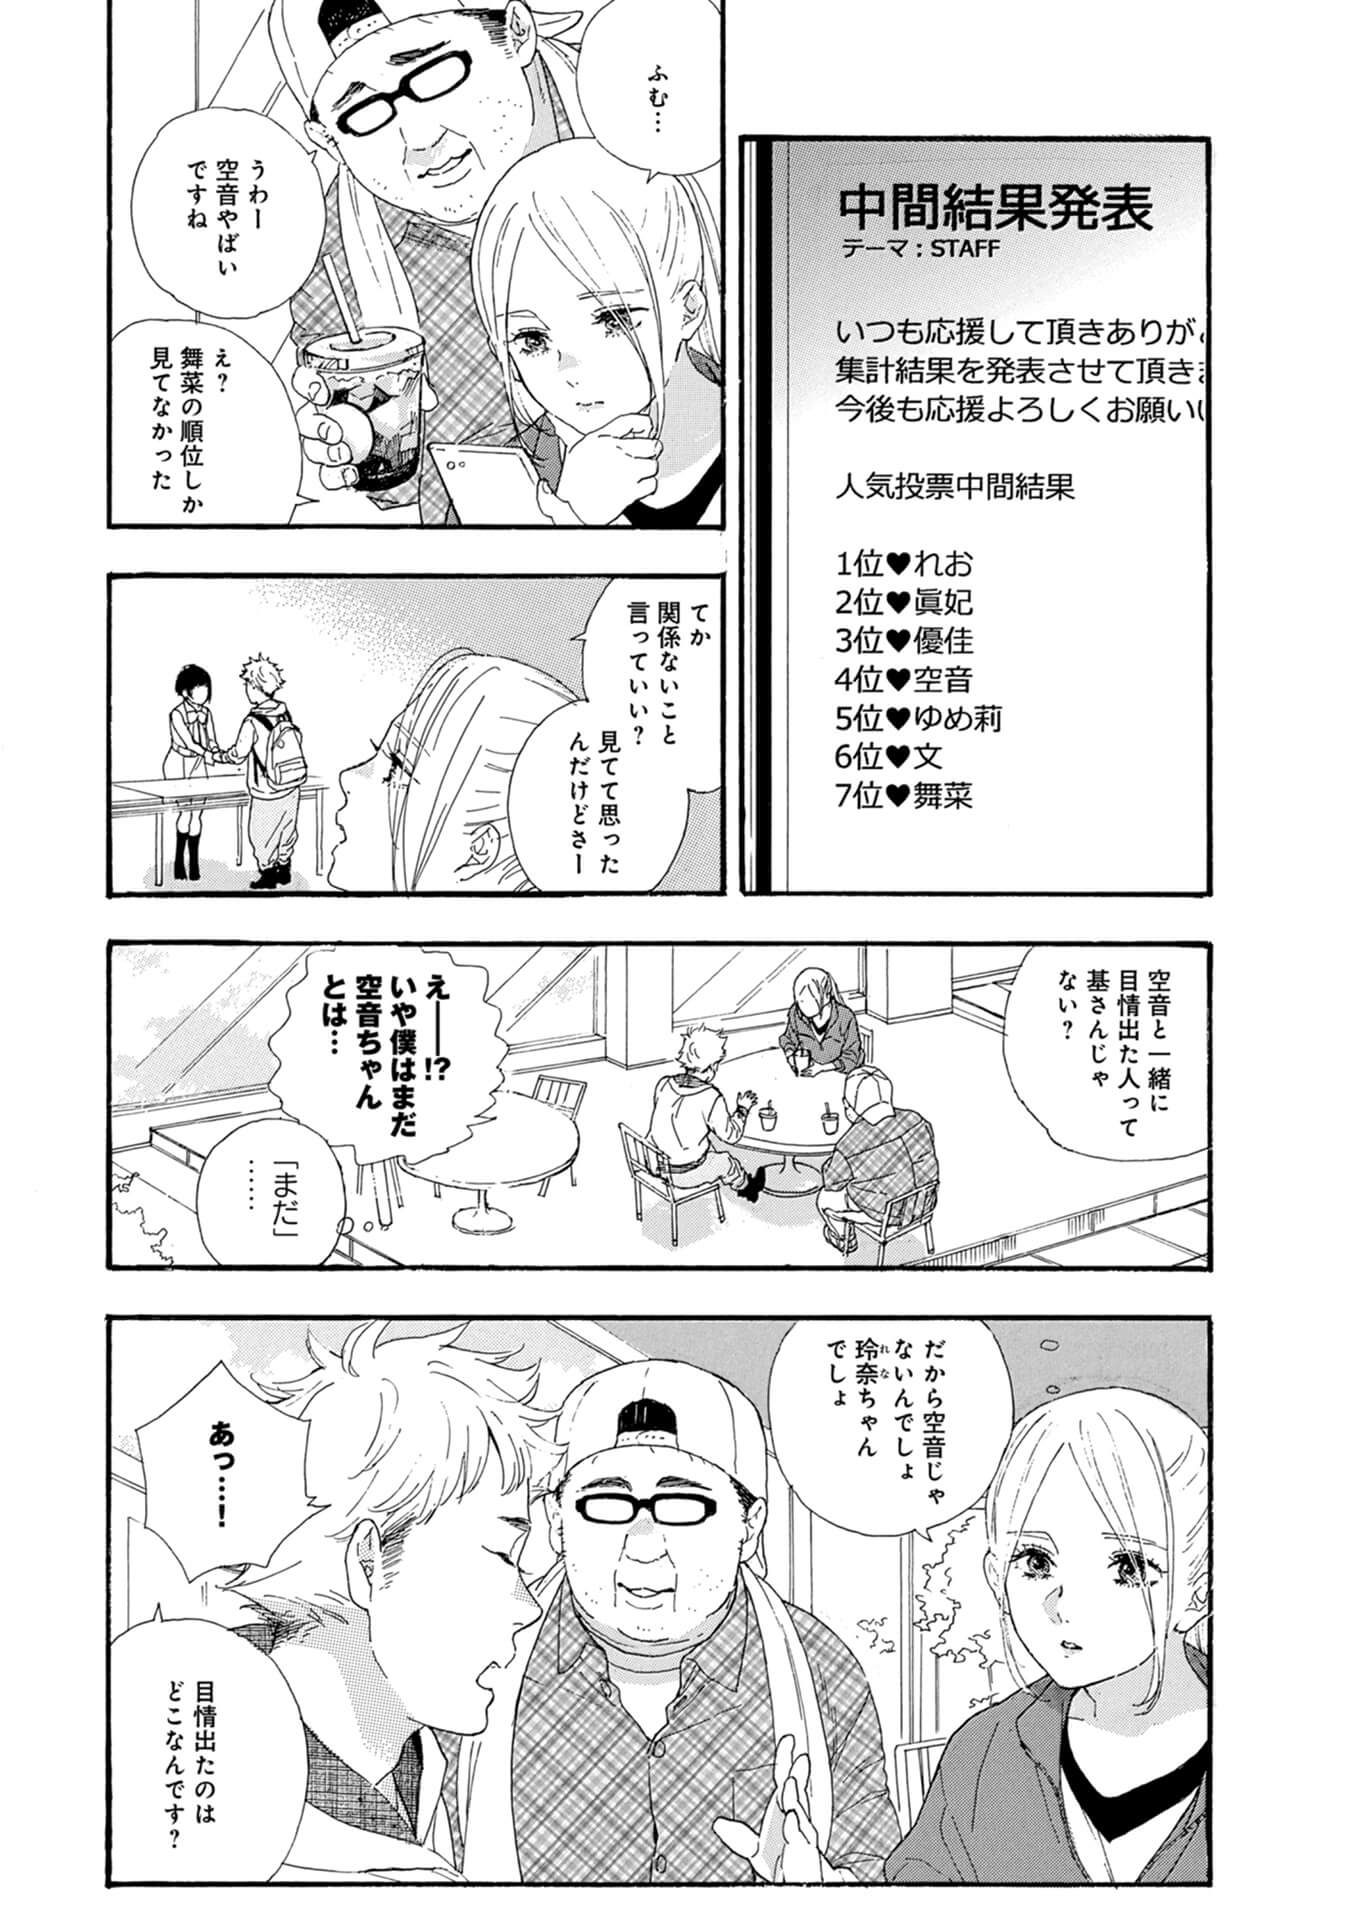 中間結果発表
テーマ：STAFF
いつも応援して頂きありが
集計結果を発表させて頂き
今後も応援よろしくお願い
人気投票中間結果
1位♥れお
2位♥眞妃
3位♥優佳
4位♥空音
5位♥ゆめ莉
6位♥文
7位♥舞菜
ふむ…
うわー
空音やばい
ですね
え？
舞菜の順位しか
見てなかった
てか
関係ないこと
言っていい？
見てて思った
んだけどさー
空音と一緒に
目情出た人って
基さんじゃ
ない？
え――!?
いや僕はまだ
空音ちゃん
とは…
「まだ」
……
だから空音じゃ
ないんでしょ
玲奈ちゃん
れな
でしょ
あっ…！
目情出たのは
どこなんです？